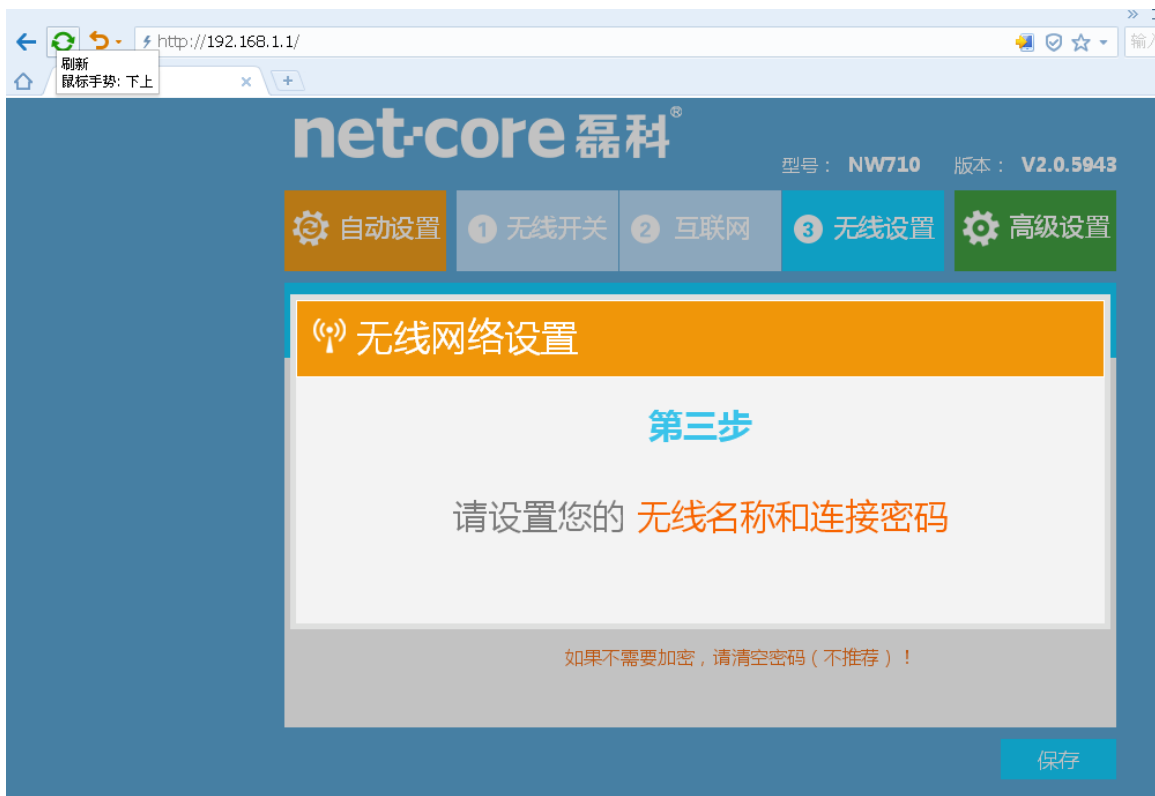 http://192.168.1.1/
输入
刷新
鼠标手势: 下上
net-core 磊科®
型号： NW710 版本： V2.0.5943
自动设置 1 无线开关 2 互联网 3 无线设置 高级设置
无线网络设置
第三步
请设置您的 无线名称和连接密码
如果不需要加密，请清空密码（不推荐）！
保存